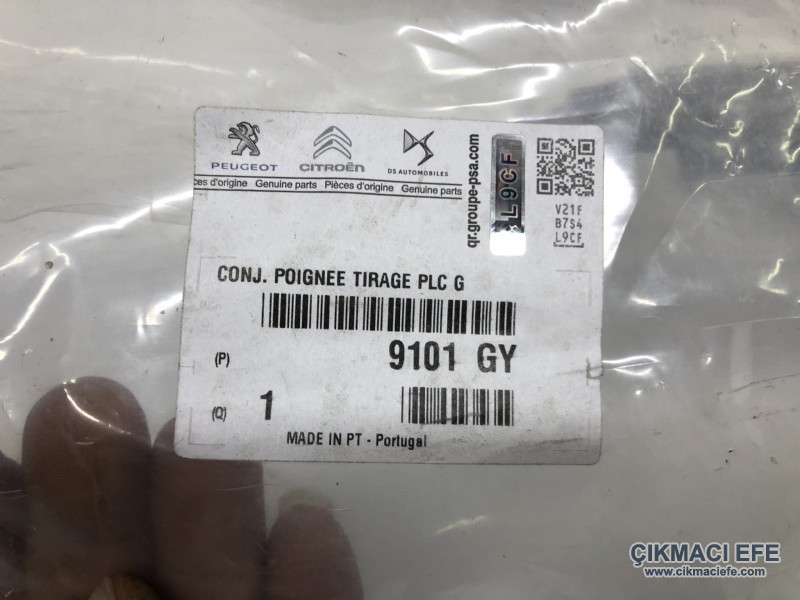 PEUGEOT
CITROËN
DS AUTOMOBILES
ces d'origine Genuine parts Pièces d'origine Genuine parts
qr.groupe-psa.com
L9CF
V21F
B7S4
L9CF
CONJ. POIGNEE TIRAGE PLC G
(P) 9101 GY
(Q) 1
MADE IN PT - Portugal
ÇIKMACI EFE
www.cikmaciefe.com